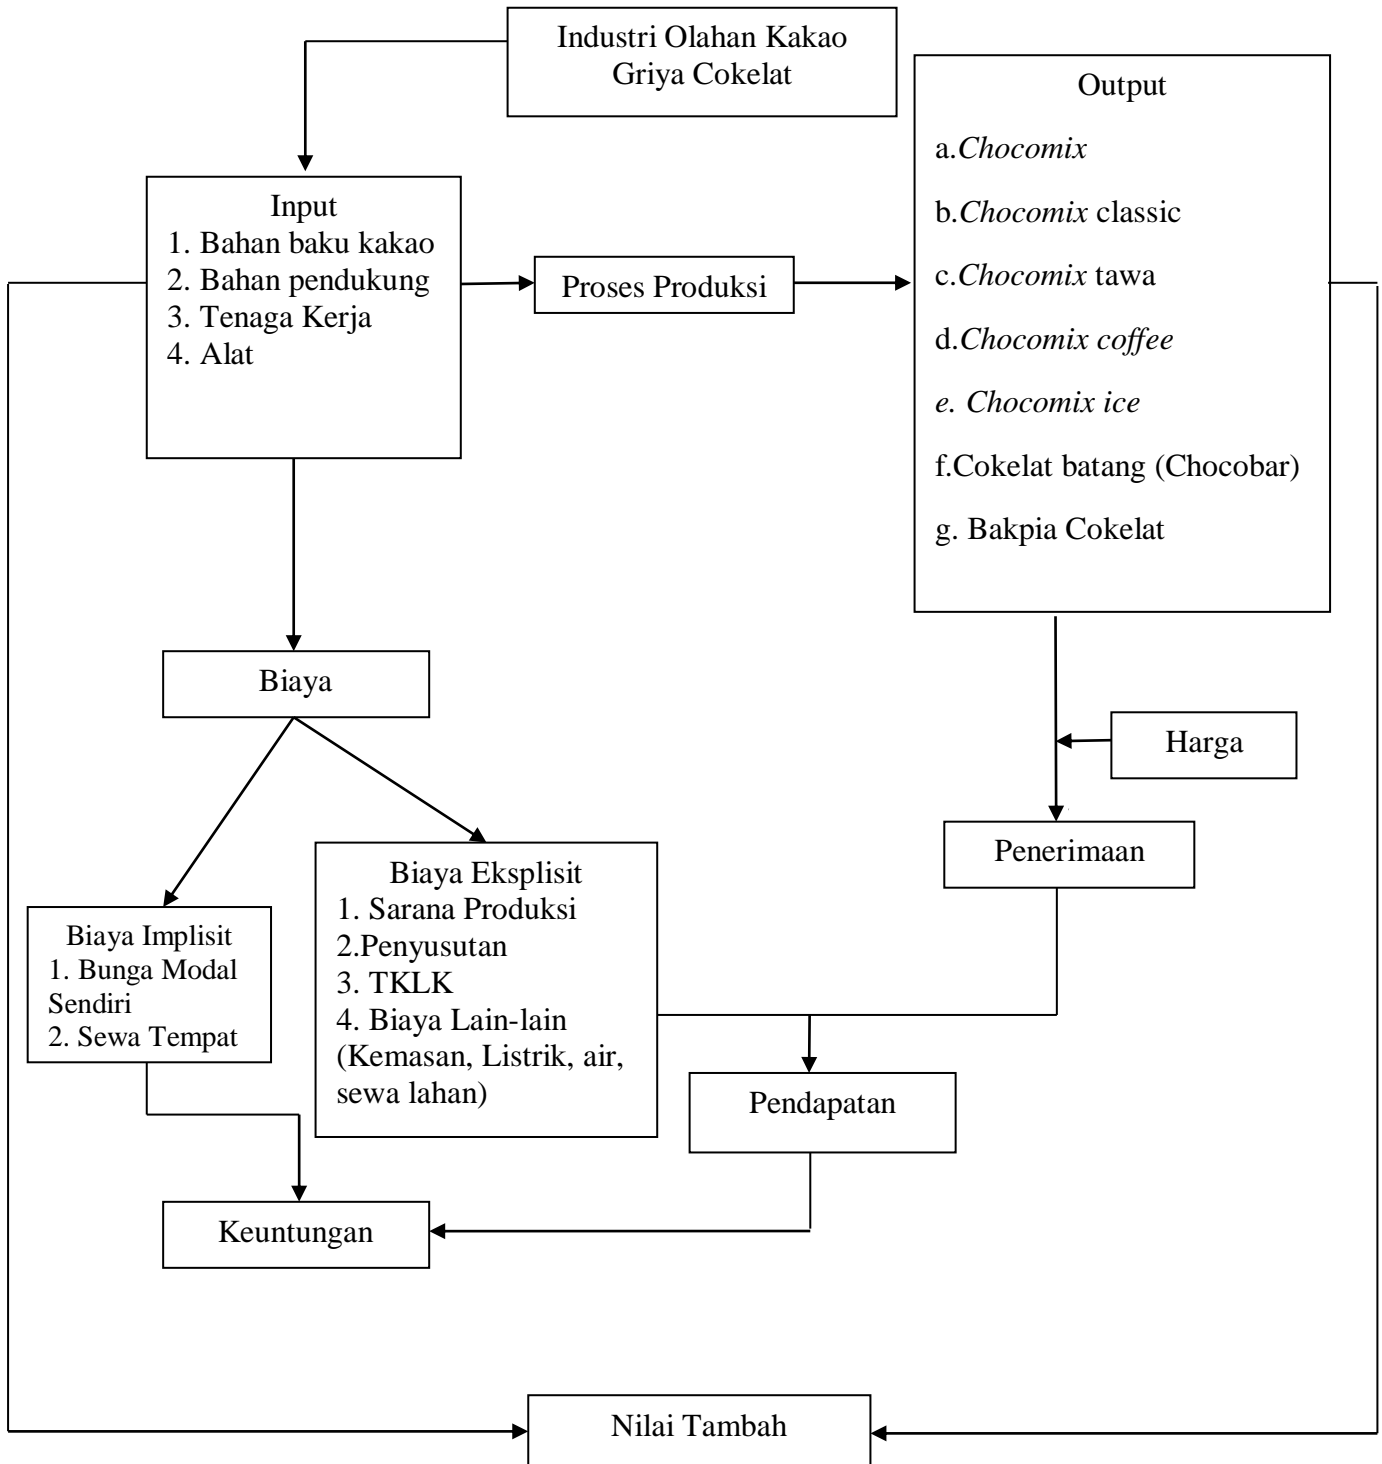 Industri Olahan Kakao
Griya Cokelat
Output
a.Chocomix
b.Chocomix classic
c.Chocomix tawa
d.Chocomix coffee
e. Chocomix ice
f.Cokelat batang (Chocobar)
g. Bakpia Cokelat
Input
1. Bahan baku kakao
2. Bahan pendukung
3. Tenaga Kerja
4. Alat
Proses Produksi
Biaya
Harga
Penerimaan
Biaya Eksplisit
1. Sarana Produksi
2.Penyusutan
3. TKLK
4. Biaya Lain-lain
(Kemasan, Listrik, air,
sewa lahan)
Biaya Implisit
1. Bunga Modal
Sendiri
2. Sewa Tempat
Pendapatan
Keuntungan
Nilai Tambah